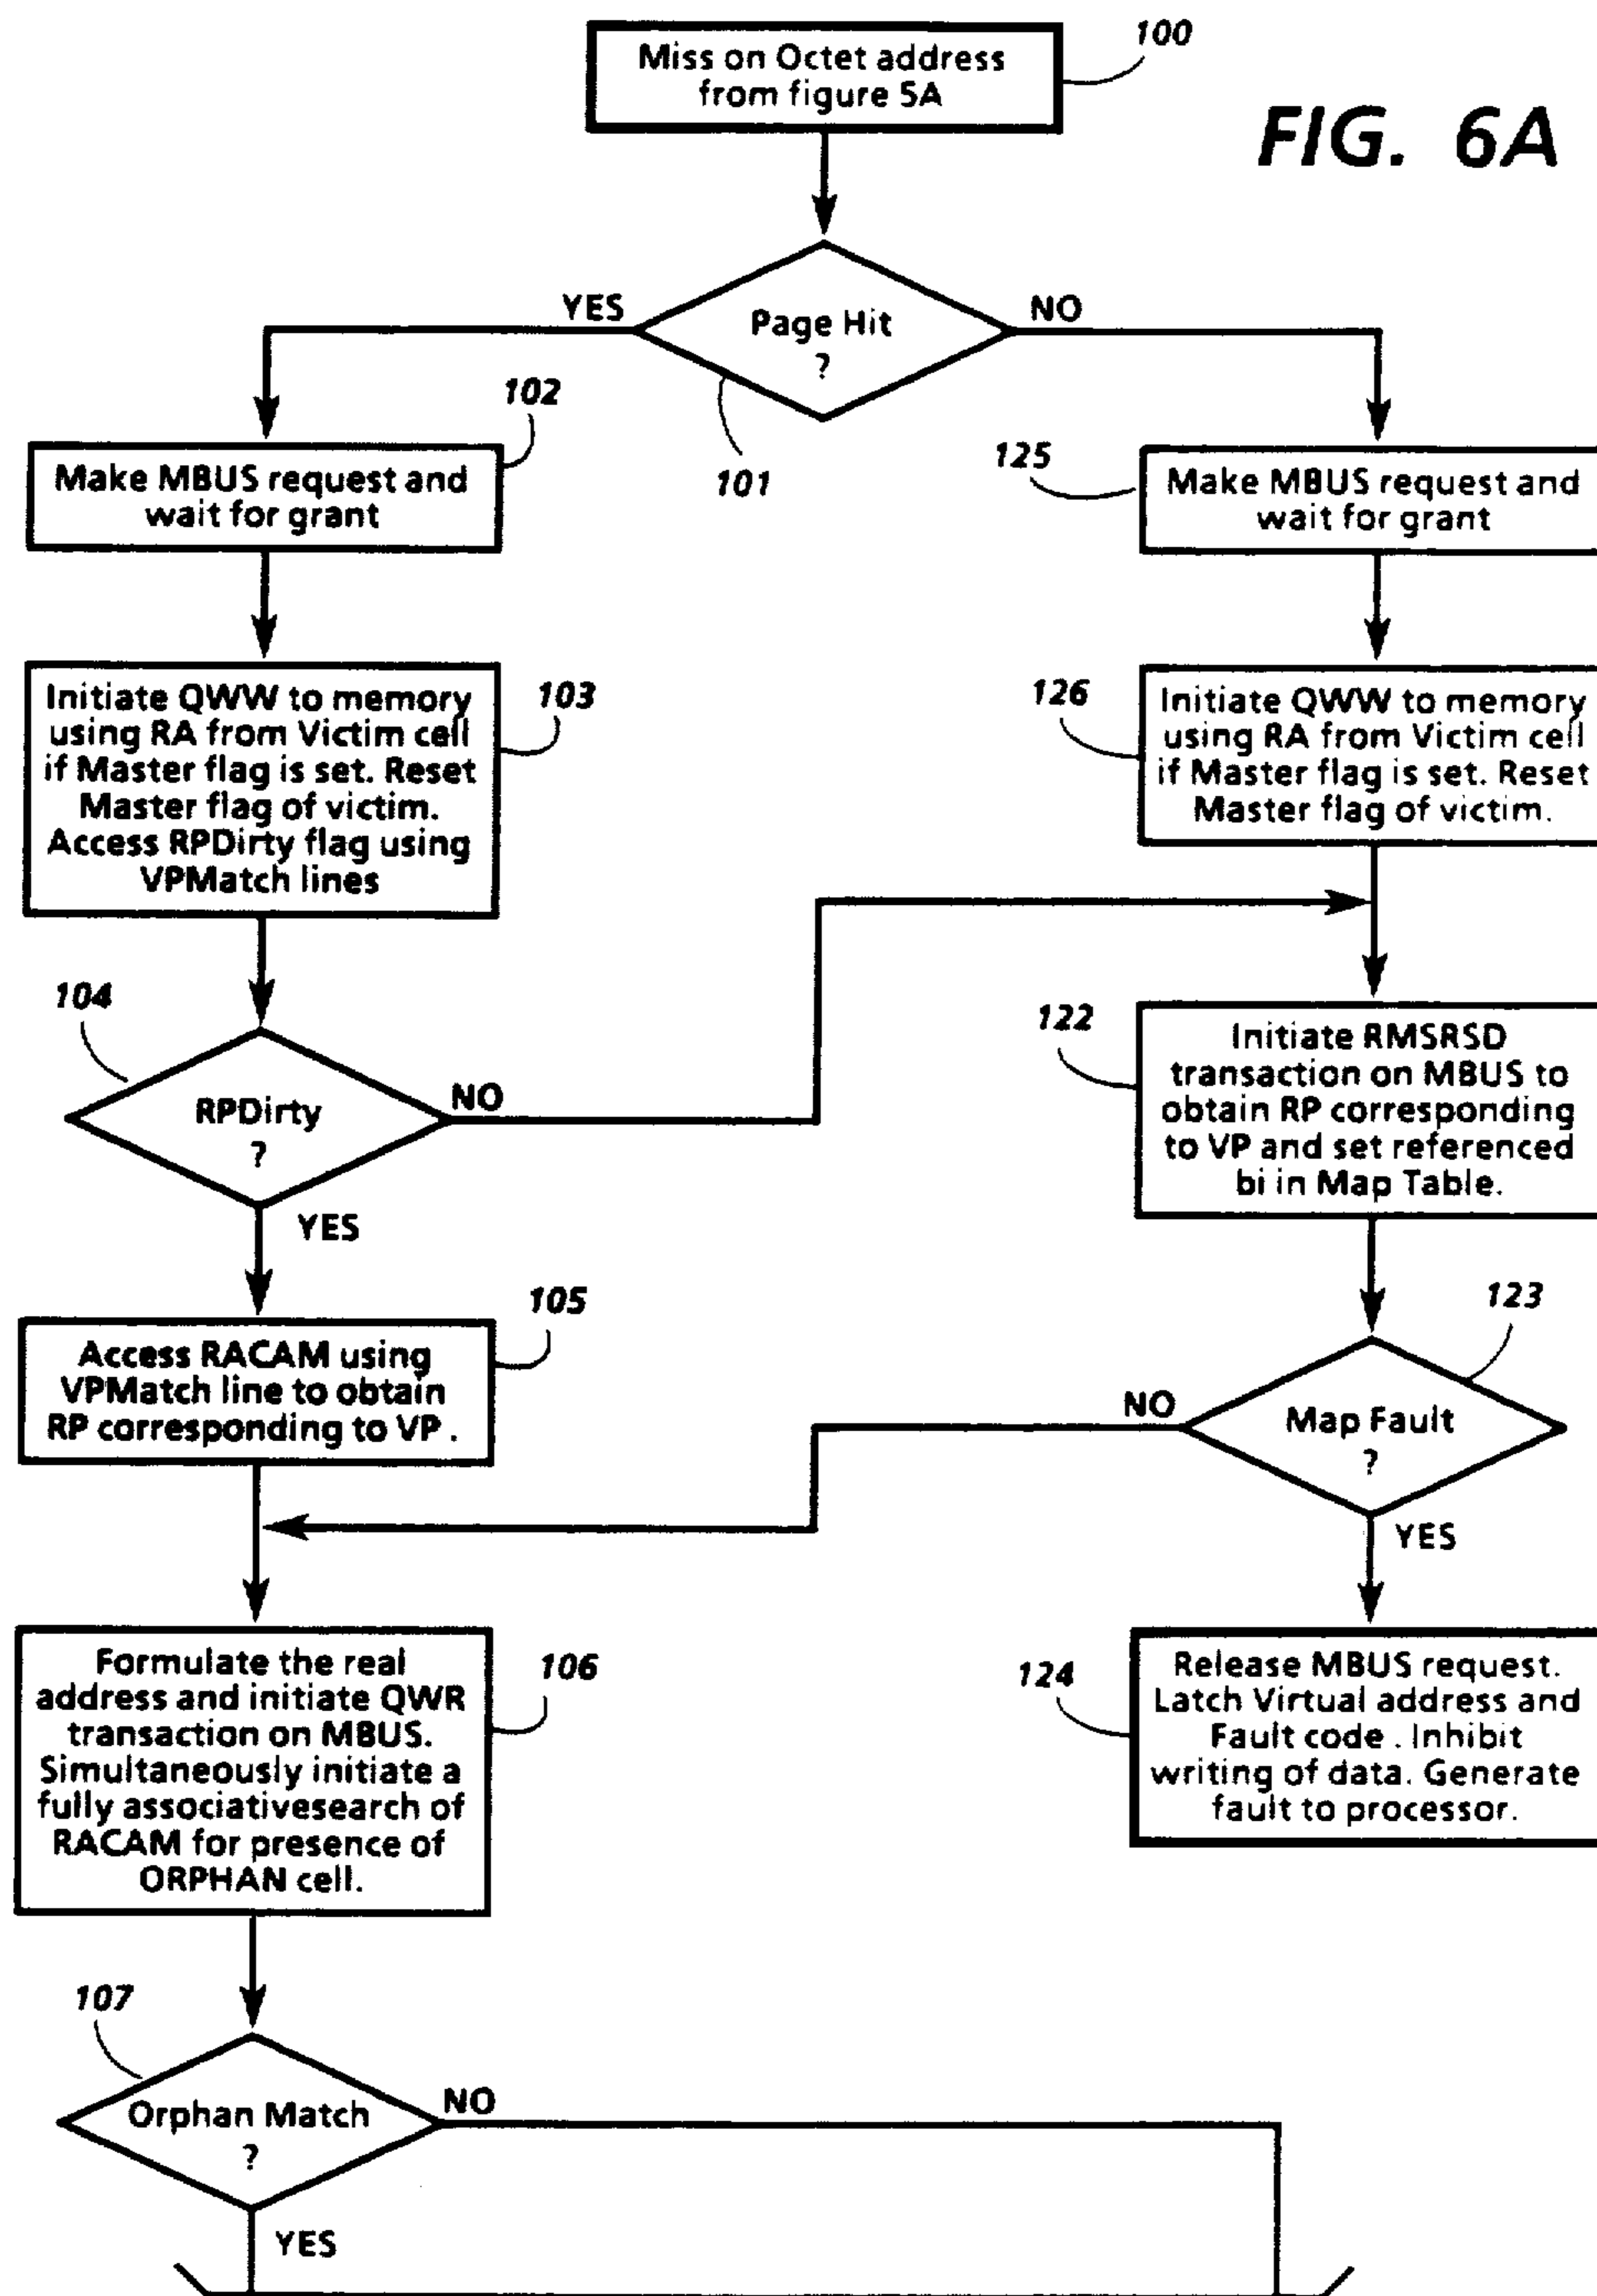 100
Miss on Octet address
from figure 5A
FIG. 6A
YES
Page Hit
?
NO
101
102
Make MBUS request and
wait for grant
125
Make MBUS request and
wait for grant
103
Initiate QWW to memory
using RA from Victim cell
if Master flag is set. Reset
Master flag of victim.
Access RPDirty flag using
VPMatch lines
126
Initiate QWW to memory
using RA from Victim cell
if Master flag is set. Reset
Master flag of victim.
104
RPDirty
?
NO
YES
122
Initiate RMSRSD
transaction on MBUS to
obtain RP corresponding
to VP and set referenced
bi in Map Table.
105
Access RACAM using
VPMatch line to obtain
RP corresponding to VP .
123
NO
Map Fault
?
YES
106
Formulate the real
address and initiate QWR
transaction on MBUS.
Simultaneously initiate a
fully associativesearch of
RACAM for presence of
ORPHAN cell.
124
Release MBUS request.
Latch Virtual address and
Fault code . Inhibit
writing of data. Generate
fault to processor.
107
Orphan Match
?
NO
YES